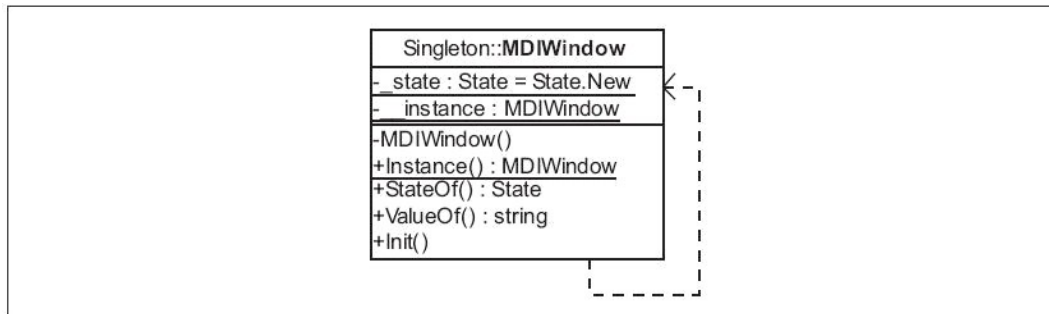 Singleton::MDIWindow
-_state : State = State.New
-__instance : MDIWindow
-MDIWindow()
+Instance() : MDIWindow
+StateOf() : State
+ValueOf() : string
+Init()